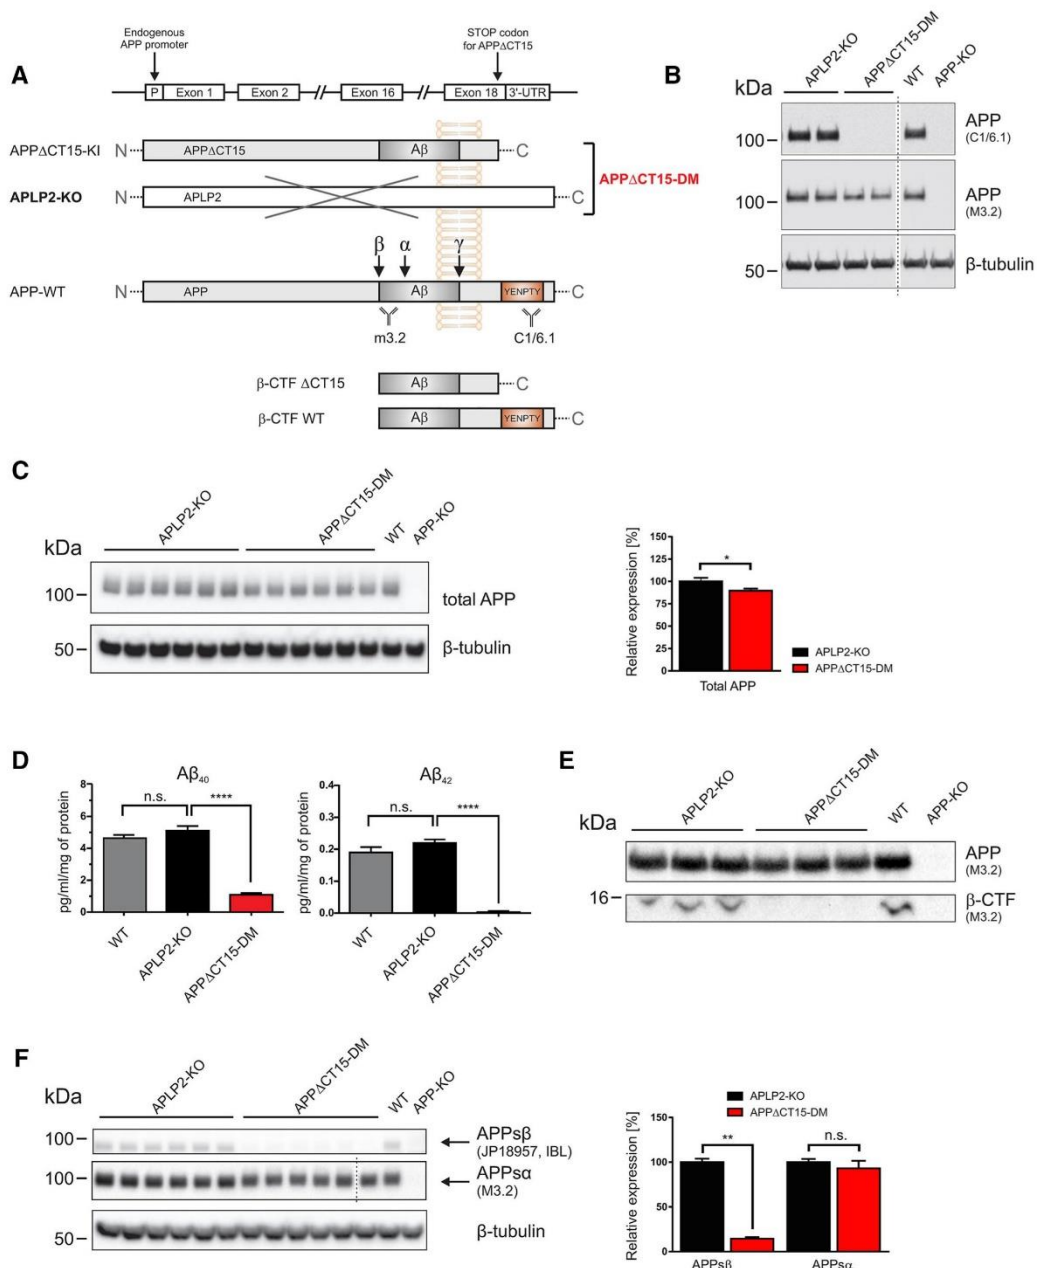 A
Endogenous
APP promoter
STOP codon
for APPΔCT15
P
Exon 1
Exon 2
Exon 16
Exon 18
3'-UTR
APPΔCT15-KI
N
APPΔCT15
Aβ
C
APLP2-KO
N
APLP2
C
APPΔCT15-DM
β
α
γ
APP-WT
N
APP
Aβ
YENPTY
C
m3.2
C1/6.1
β-CTF ΔCT15
Aβ
C
β-CTF WT
Aβ
YENPTY
C
B
kDa
APLP2-KO
APPΔCT15-DM
WT
APP-KO
100
APP
(C1/6.1)
100
APP
(M3.2)
50
β-tubulin
C
kDa
APLP2-KO
APPΔCT15-DM
WT
APP-KO
100
total APP
50
β-tubulin
Relative expression [%]
150
125
100
75
50
25
0
*
Total APP
APLP2-KO
APPΔCT15-DM
D
Aβ40
pg/ml/mg of protein
8
6
4
2
0
n.s.
****
WT
APLP2-KO
APPΔCT15-DM
Aβ42
pg/ml/mg of protein
0.4
0.3
0.2
0.1
0.0
n.s.
****
WT
APLP2-KO
APPΔCT15-DM
E
kDa
APLP2-KO
APPΔCT15-DM
WT
APP-KO
APP
(M3.2)
16
β-CTF
(M3.2)
F
kDa
APLP2-KO
APPΔCT15-DM
WT
APP-KO
100
APPsβ
(JP18957, IBL)
100
APPsα
(M3.2)
50
β-tubulin
APLP2-KO
APPΔCT15-DM
Relative expression [%]
150
100
50
0
**
n.s.
APPsβ
APPsα